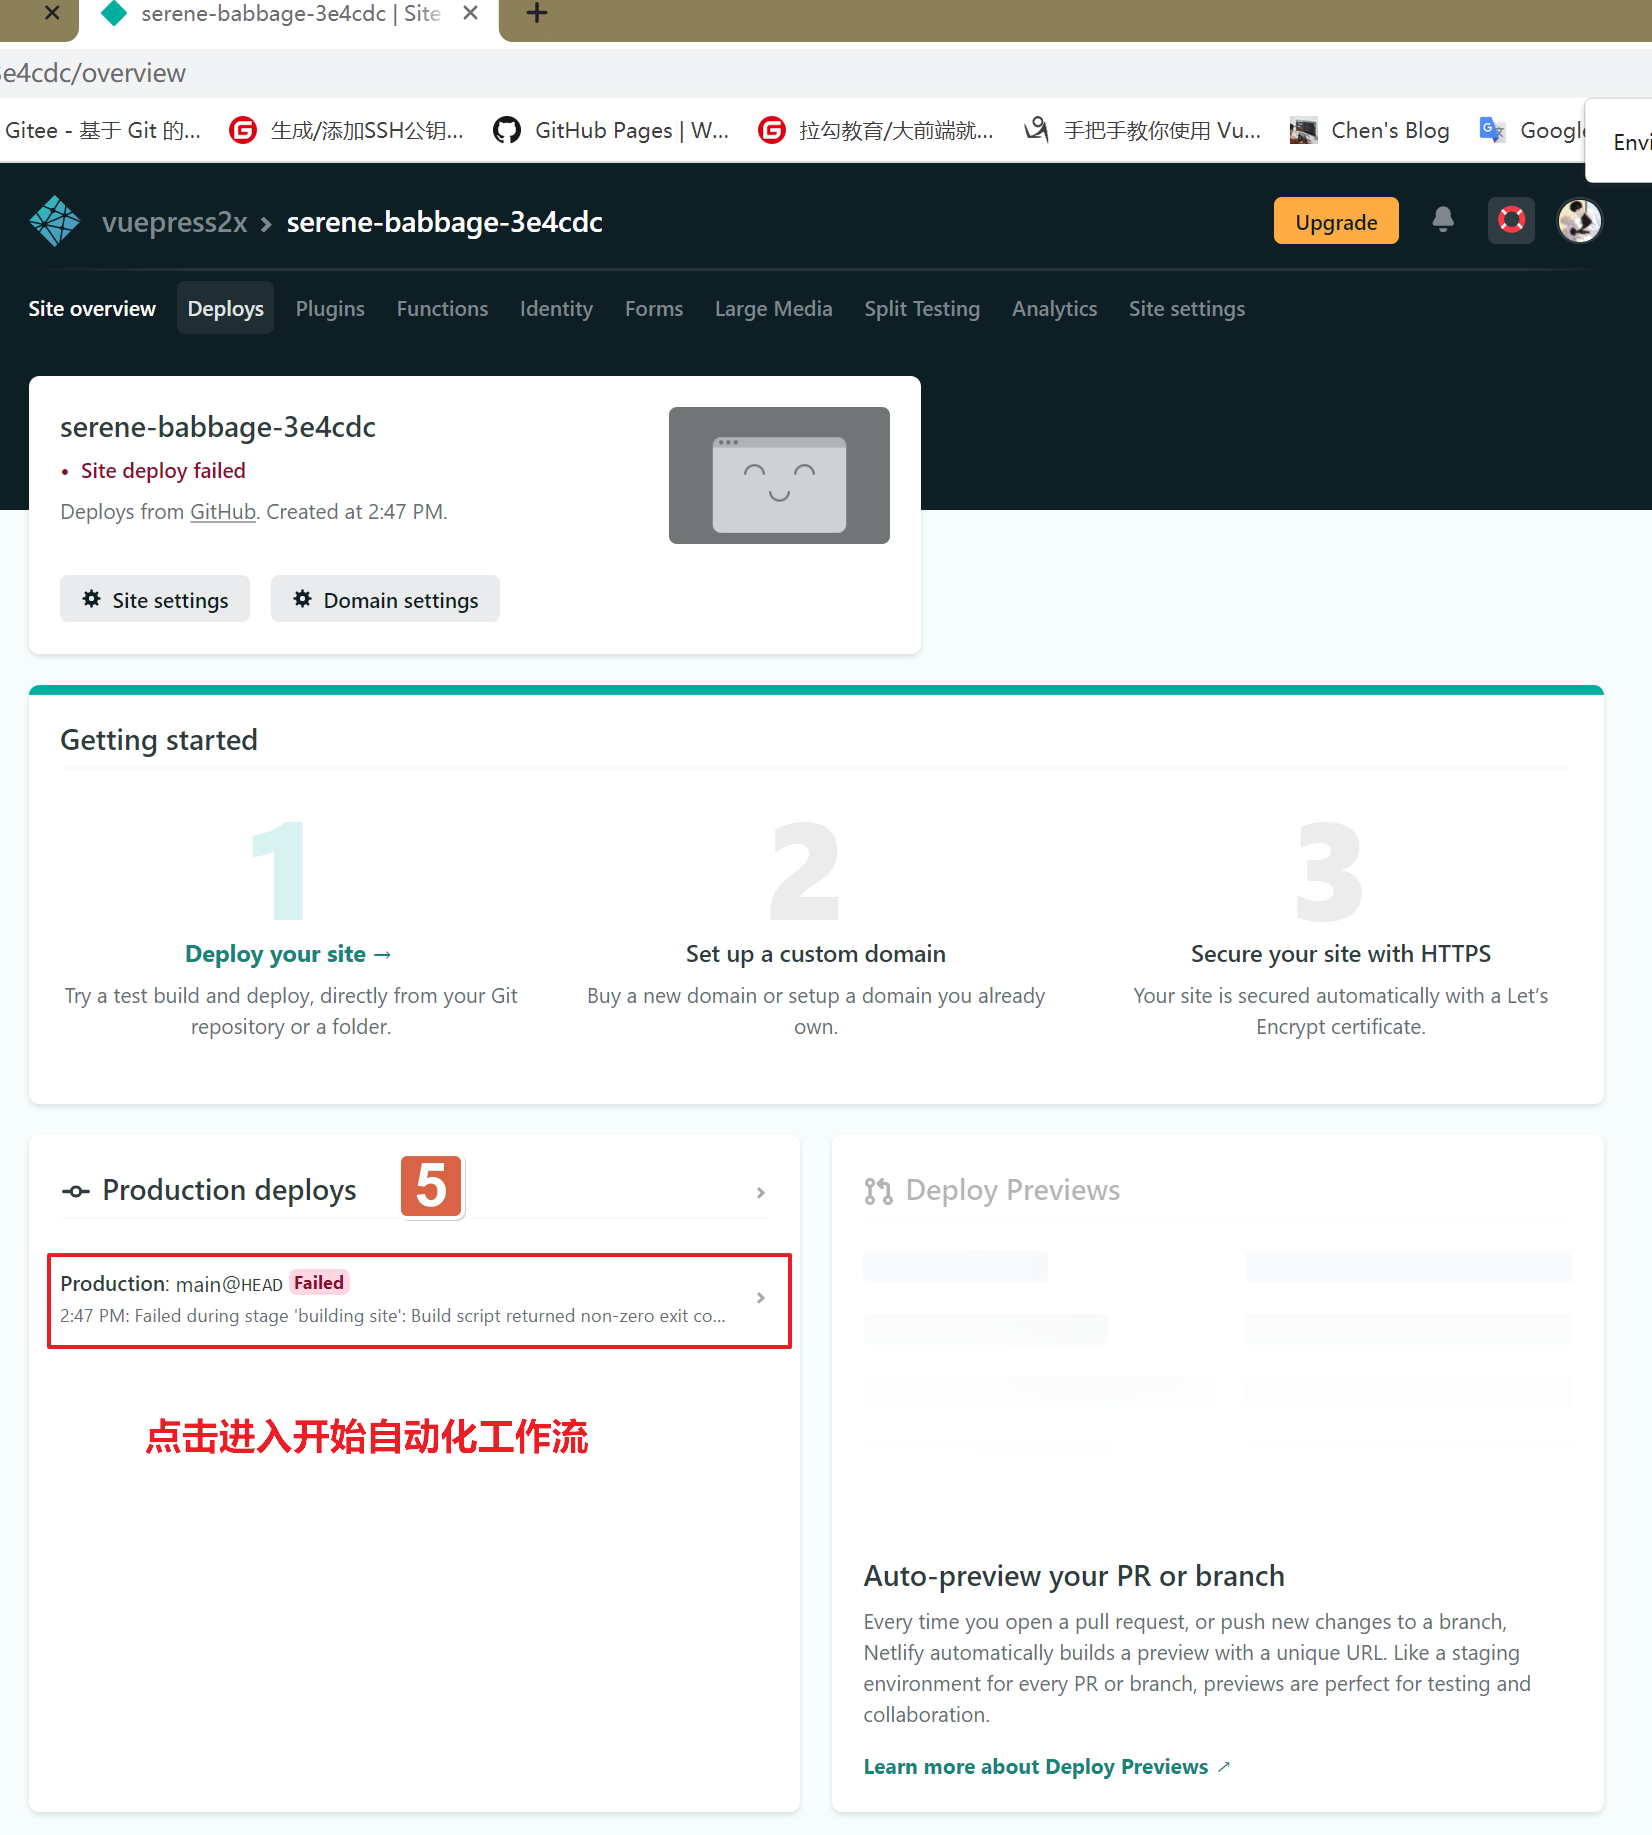 serene-babbage-3e4cdc | Site
e4cdc/overview
Gitee - 基于 Git 的...
生成/添加SSH公钥...
GitHub Pages | W...
拉勾教育/大前端就...
手把手教你使用 Vu...
Chen's Blog
Google
Envi
vuepress2x
serene-babbage-3e4cdc
Upgrade
Site overview
Deploys
Plugins
Functions
Identity
Forms
Large Media
Split Testing
Analytics
Site settings
serene-babbage-3e4cdc
• Site deploy failed
Deploys from GitHub. Created at 2:47 PM.
Site settings
Domain settings
Getting started
1
Deploy your site →
Try a test build and deploy, directly from your Git
repository or a folder.
2
Set up a custom domain
Buy a new domain or setup a domain you already
own.
3
Secure your site with HTTPS
Your site is secured automatically with a Let’s
Encrypt certificate.
Production deploys
5
Production: main@HEAD Failed
2:47 PM: Failed during stage 'building site': Build script returned non-zero exit co...
点击进入开始自动化工作流
Deploy Previews
Auto-preview your PR or branch
Every time you open a pull request, or push new changes to a branch,
Netlify automatically builds a preview with a unique URL. Like a staging
environment for every PR or branch, previews are perfect for testing and
collaboration.
Learn more about Deploy Previews ↗